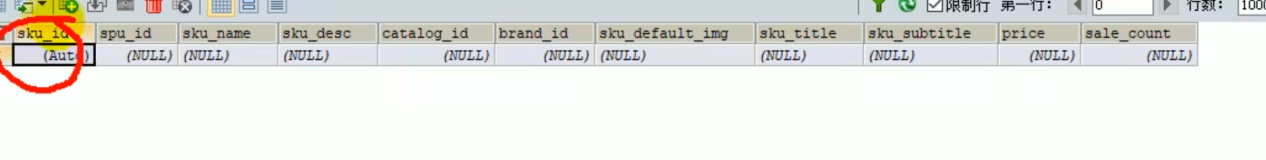 限制行 第一行: 0 行数: 1000
sku_id spu_id sku_name sku_desc catalog_id brand_id sku_default_img sku_title sku_subtitle price sale_count
(Auto) (NULL) (NULL) (NULL) (NULL) (NULL) (NULL) (NULL) (NULL) (NULL) (NULL)